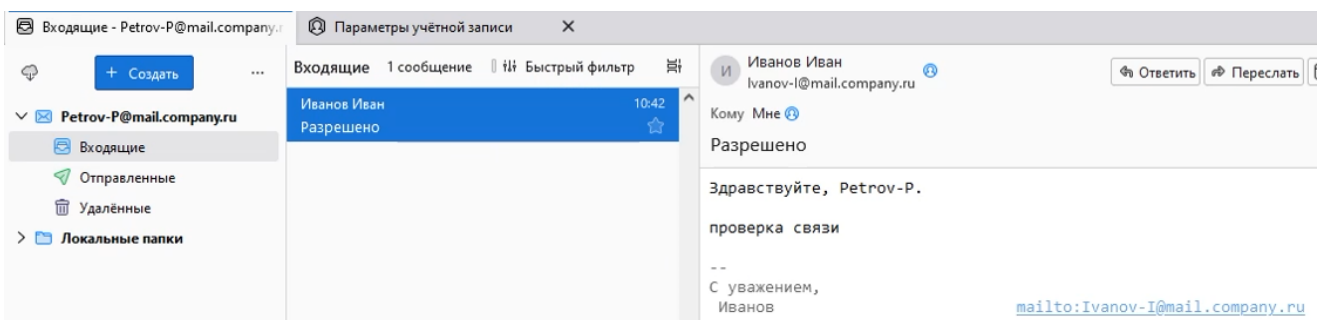 Входящие - Petrov-P@mail.company.r
Параметры учётной записи
+ Создать
Petrov-P@mail.company.ru
Входящие
Отправленные
Удалённые
Локальные папки
Входящие 1 сообщение Быстрый фильтр
Иванов Иван 10:42
Разрешено
И
Иванов Иван
Ivanov-I@mail.company.ru
Ответить
Переслать
Кому Мне
Разрешено
Здравствуйте, Petrov-P.
проверка связи
--
С уважением,
Иванов mailto:Ivanov-I@mail.company.ru